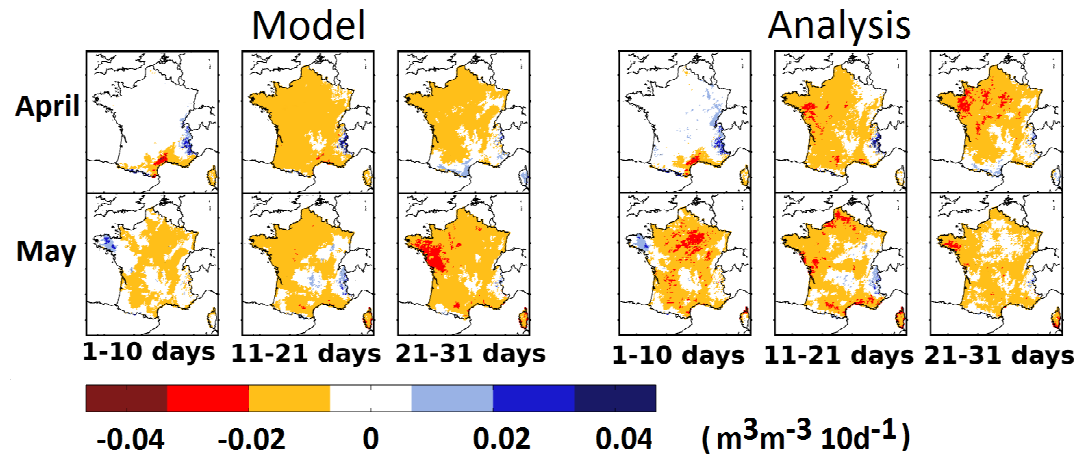 Model Analysis
April
May
1-10 days 11-21 days 21-31 days 1-10 days 11-21 days 21-31 days
-0.04 -0.02 0 0.02 0.04 (m³m⁻³ 10d⁻¹)